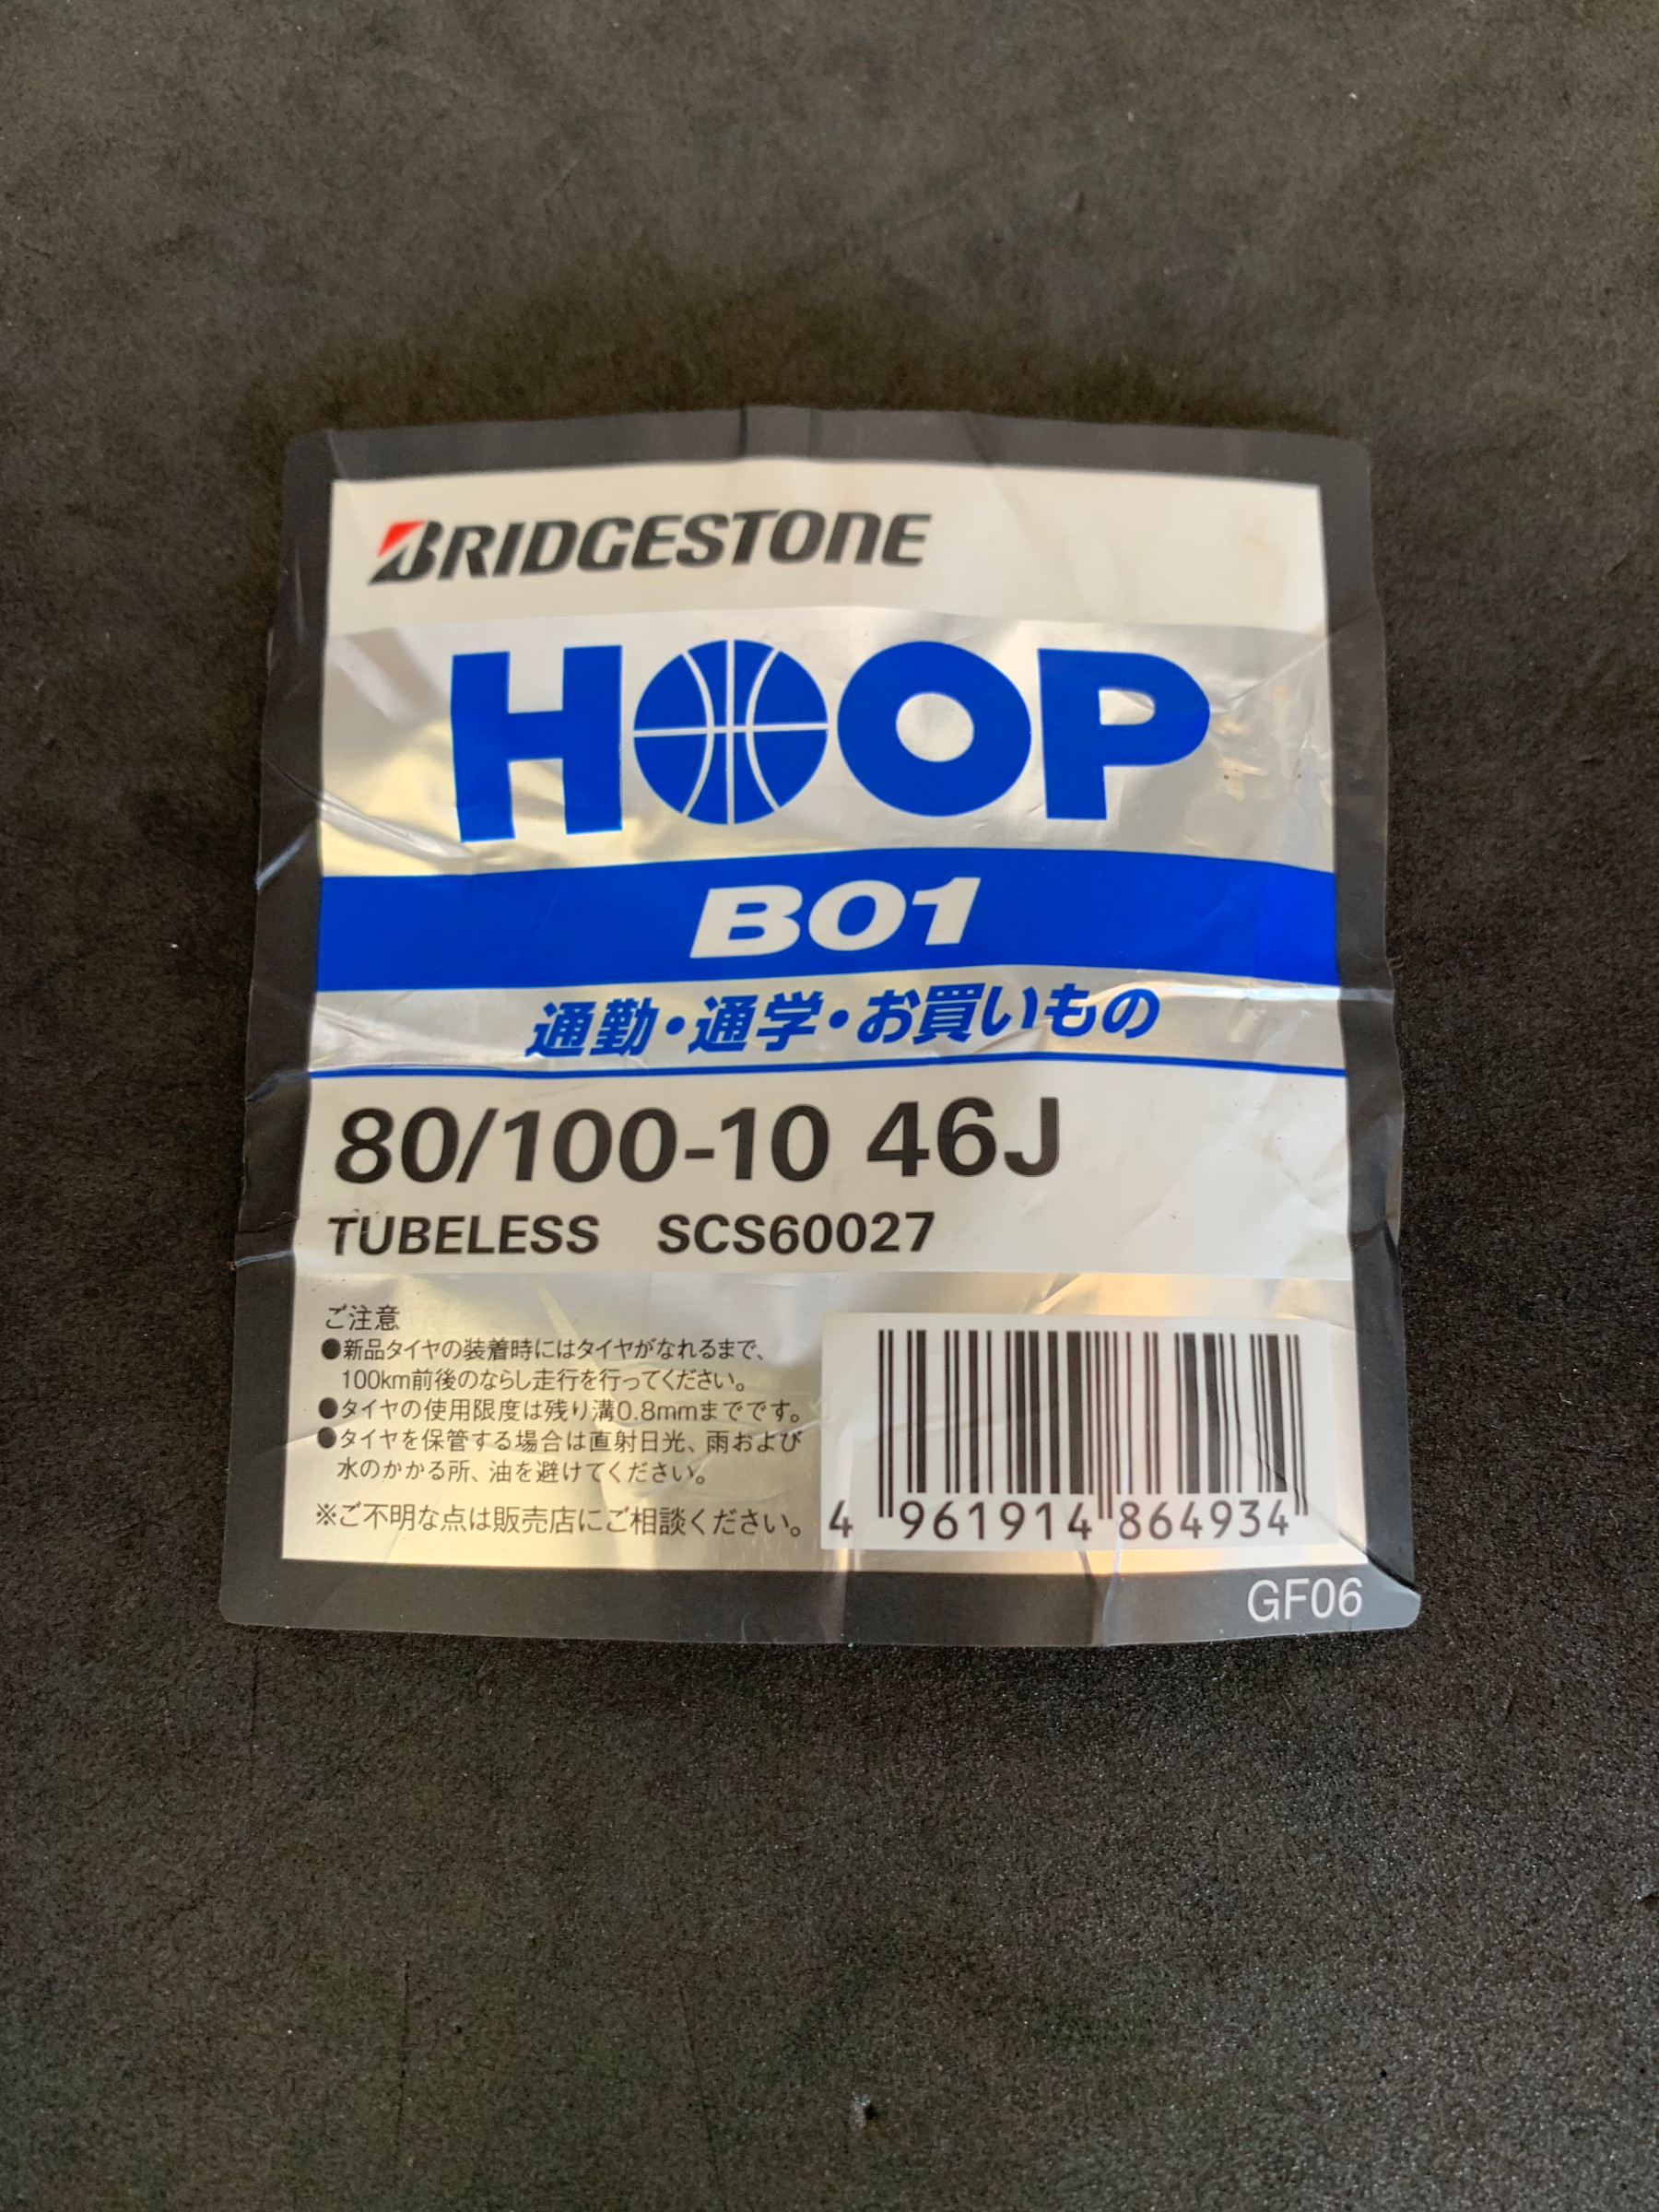 BRIDGESTONE
HOOP
B01
通勤・通学・お買いもの
80/100-10 46J
TUBELESS SCS60027
ご注意
●新品タイヤの装着時にはタイヤがなれるまで、
100km前後のならし走行を行ってください。
●タイヤの使用限度は残り溝0.8mmまでです。
●タイヤを保管する場合は直射日光、雨および
水のかかる所、油を避けてください。
※ご不明な点は販売店にご相談ください。
4 961914 864934
GF06